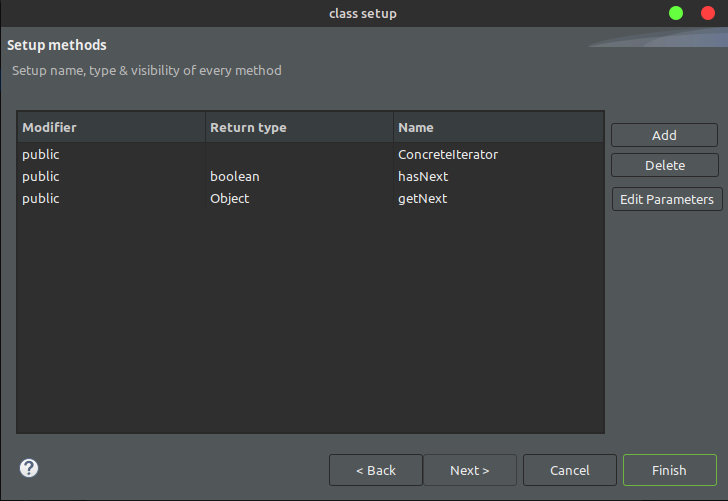 class setup
Setup methods
Setup name, type & visibility of every method
Modifier Return type Name
public ConcreteIterator
public boolean hasNext
public Object getNext
Add
Delete
Edit Parameters
? < Back Next > Cancel Finish